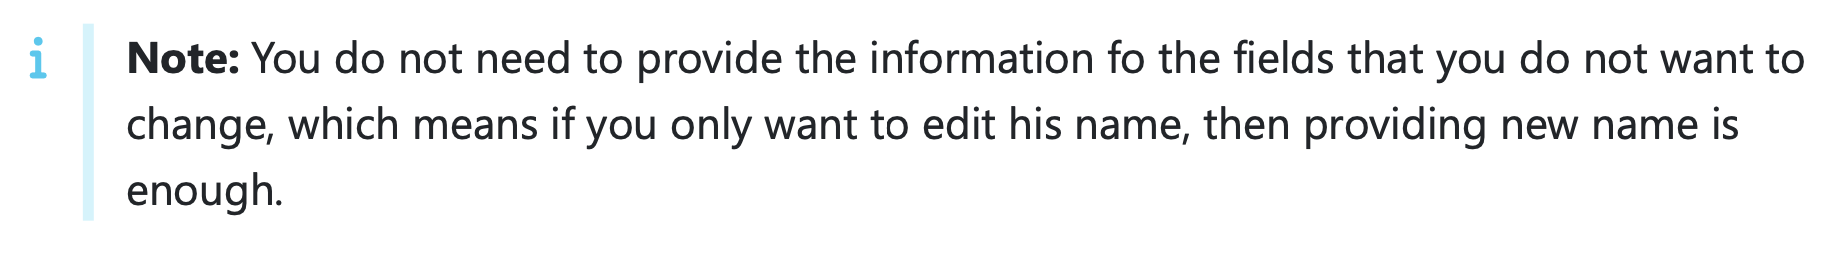 Note: You do not need to provide the information fo the fields that you do not want to
change, which means if you only want to edit his name, then providing new name is
enough.